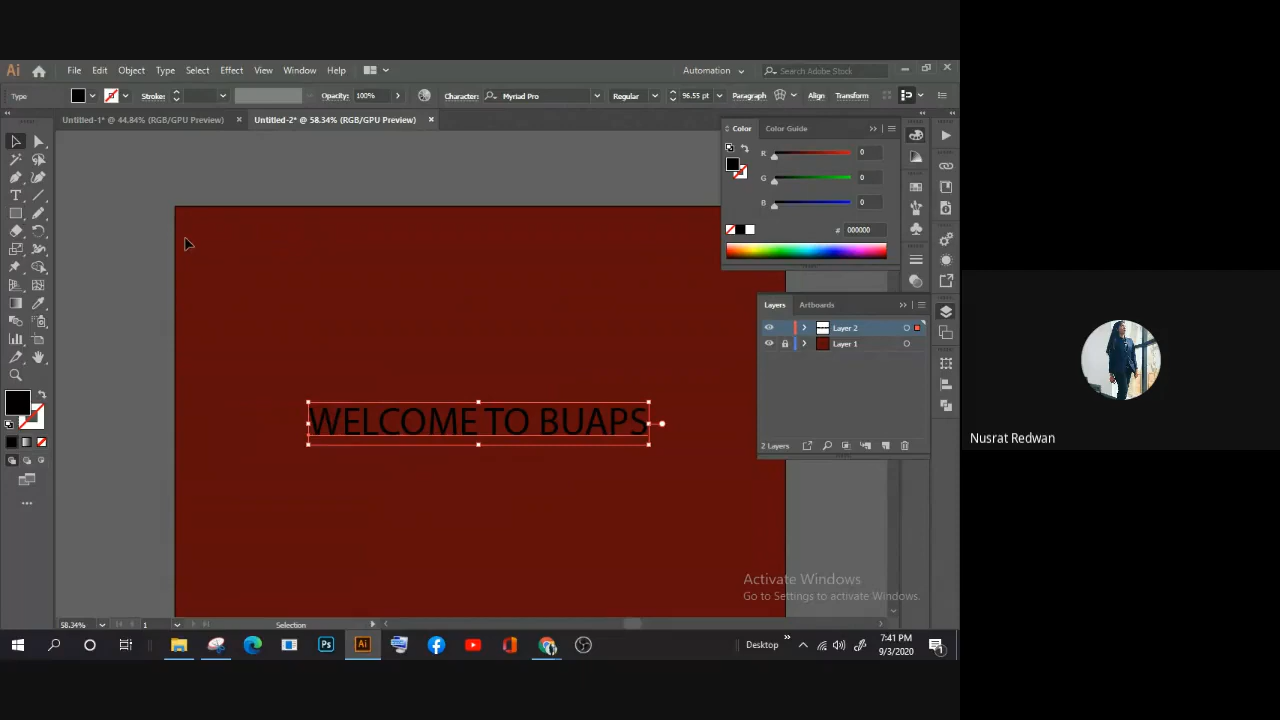 Ai File Edit Object Type Select Effect View Window Help Automation Search Adobe Stock
Type Stroke: Opacity: 100% Character: Myriad Pro Regular 96.55 pt Paragraph Align Transform
Untitled-1* @ 44.84% (RGB/GPU Preview) Untitled-2* @ 58.34% (RGB/GPU Preview)
Color Color Guide
R 0
G 0
B 0
# 000000
Layers Artboards
Layer 2
Layer 1
WELCOME TO BUAPS
2 Layers
Nusrat Redwan
Activate Windows
Go to Settings to activate Windows.
58.34% 1 Selection
Ps Ai Desktop 7:41 PM
9/3/2020